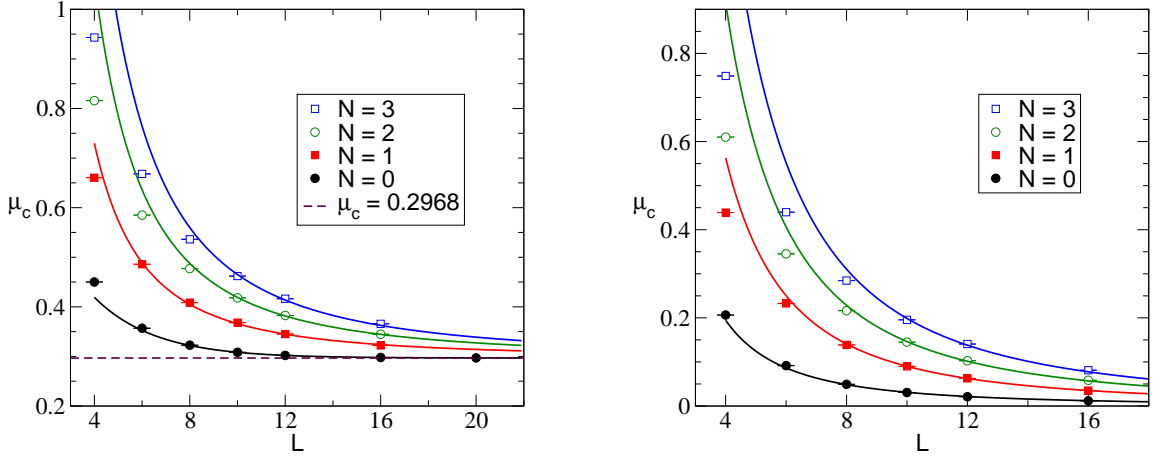 1
0.8
0.6
0.4
0.2
μc
4 8 12 16 20
L
N = 3
N = 2
N = 1
N = 0
μc = 0.2968
0.8
0.6
0.4
0.2
0
μc
4 8 12 16
L
N = 3
N = 2
N = 1
N = 0